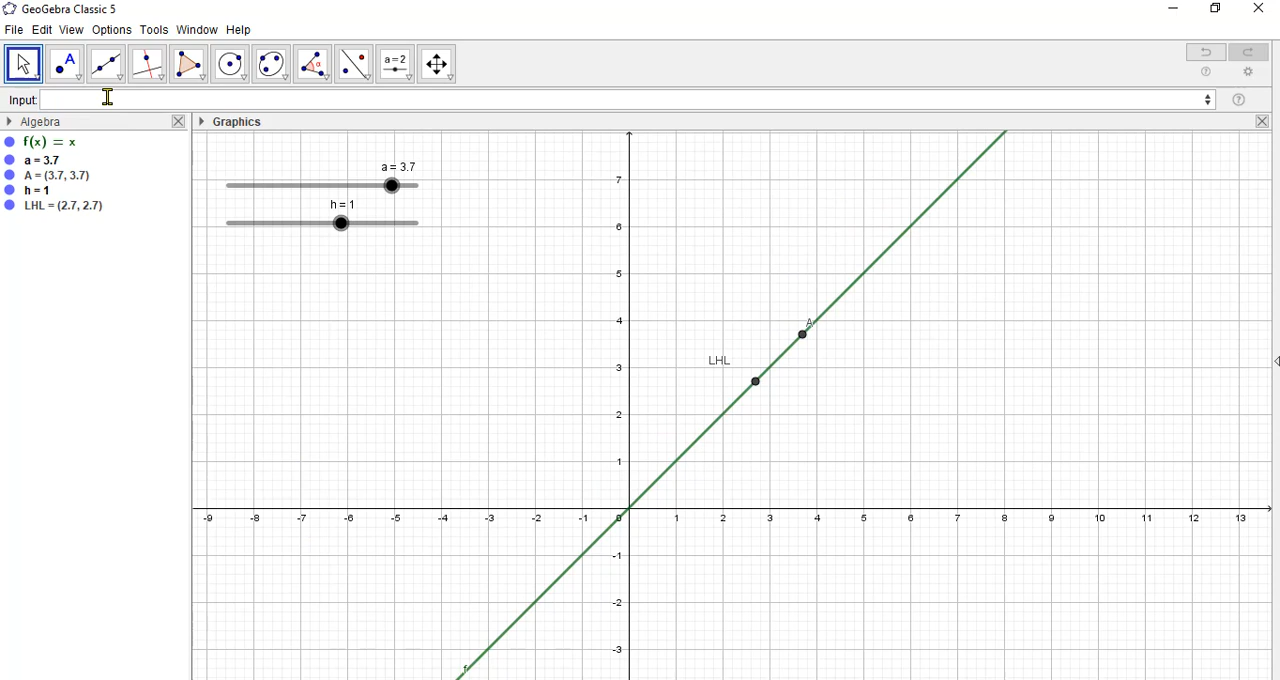 GeoGebra Classic 5
File Edit View Options Tools Window Help
A
α
a = 2
Input:
Algebra
Graphics
f(x) = x
a = 3.7
A = (3.7, 3.7)
h = 1
LHL = (2.7, 2.7)
a = 3.7
h = 1
7
6
5
4
A
3
LHL
2
1
-9 -8 -7 -6 -5 -4 -3 -2 -1 0 1 2 3 4 5 6 7 8 9 10 11 12 13
-1
-2
-3
f